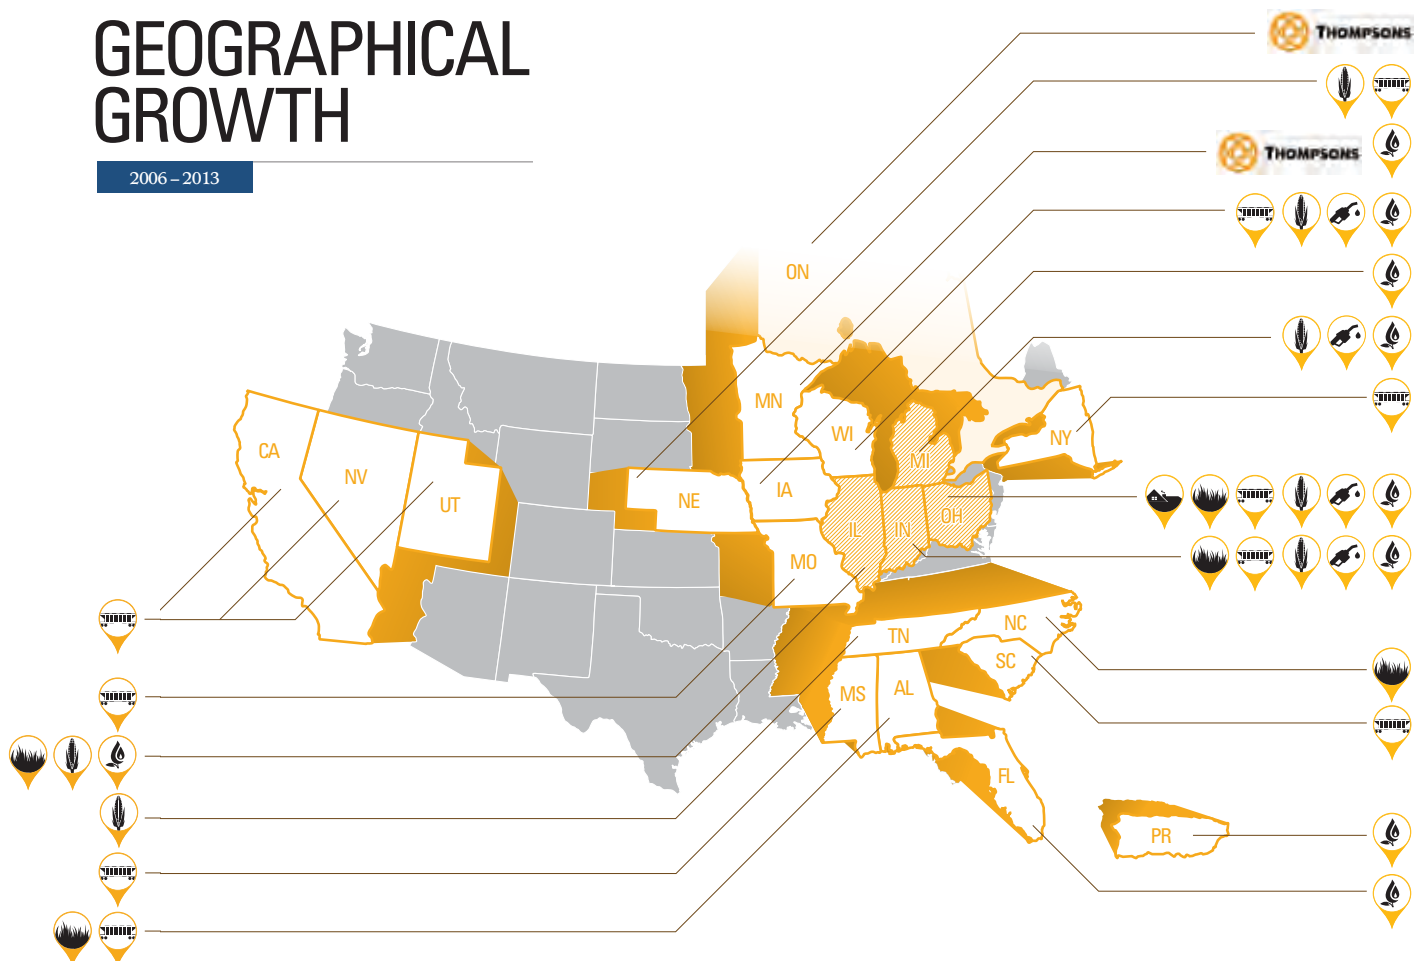 GEOGRAPHICAL
GROWTH
2006 – 2013
THOMPSONS
THOMPSONS
ON
MN
WI
MI
NY
CA
NV
UT
NE
IA
IL
IN
OH
MO
TN
NC
SC
MS
AL
FL
PR